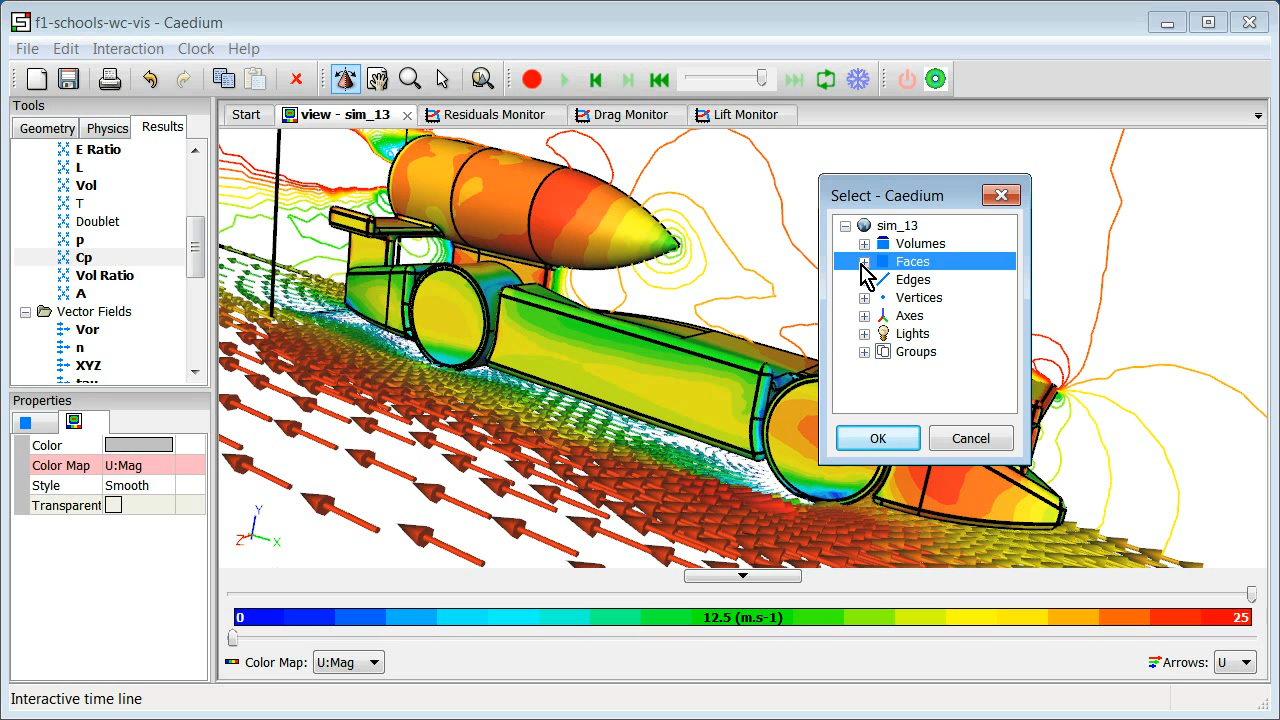 f1-schools-wc-vis - Caedium
File Edit Interaction Clock Help
Tools
Geometry Physics Results
E Ratio
L
Vol
T
Doublet
p
Cp
Vol Ratio
A
Vector Fields
Vor
n
XYZ
tau
Properties
Color
Color Map U:Mag
Style Smooth
Transparent
Start view - sim_13 Residuals Monitor Drag Monitor Lift Monitor
Select - Caedium
sim_13
Volumes
Faces
Edges
Vertices
Axes
Lights
Groups
OK Cancel
Y
Z X
0 12.5 (m.s-1) 25
Color Map: U:Mag Arrows: U
Interactive time line